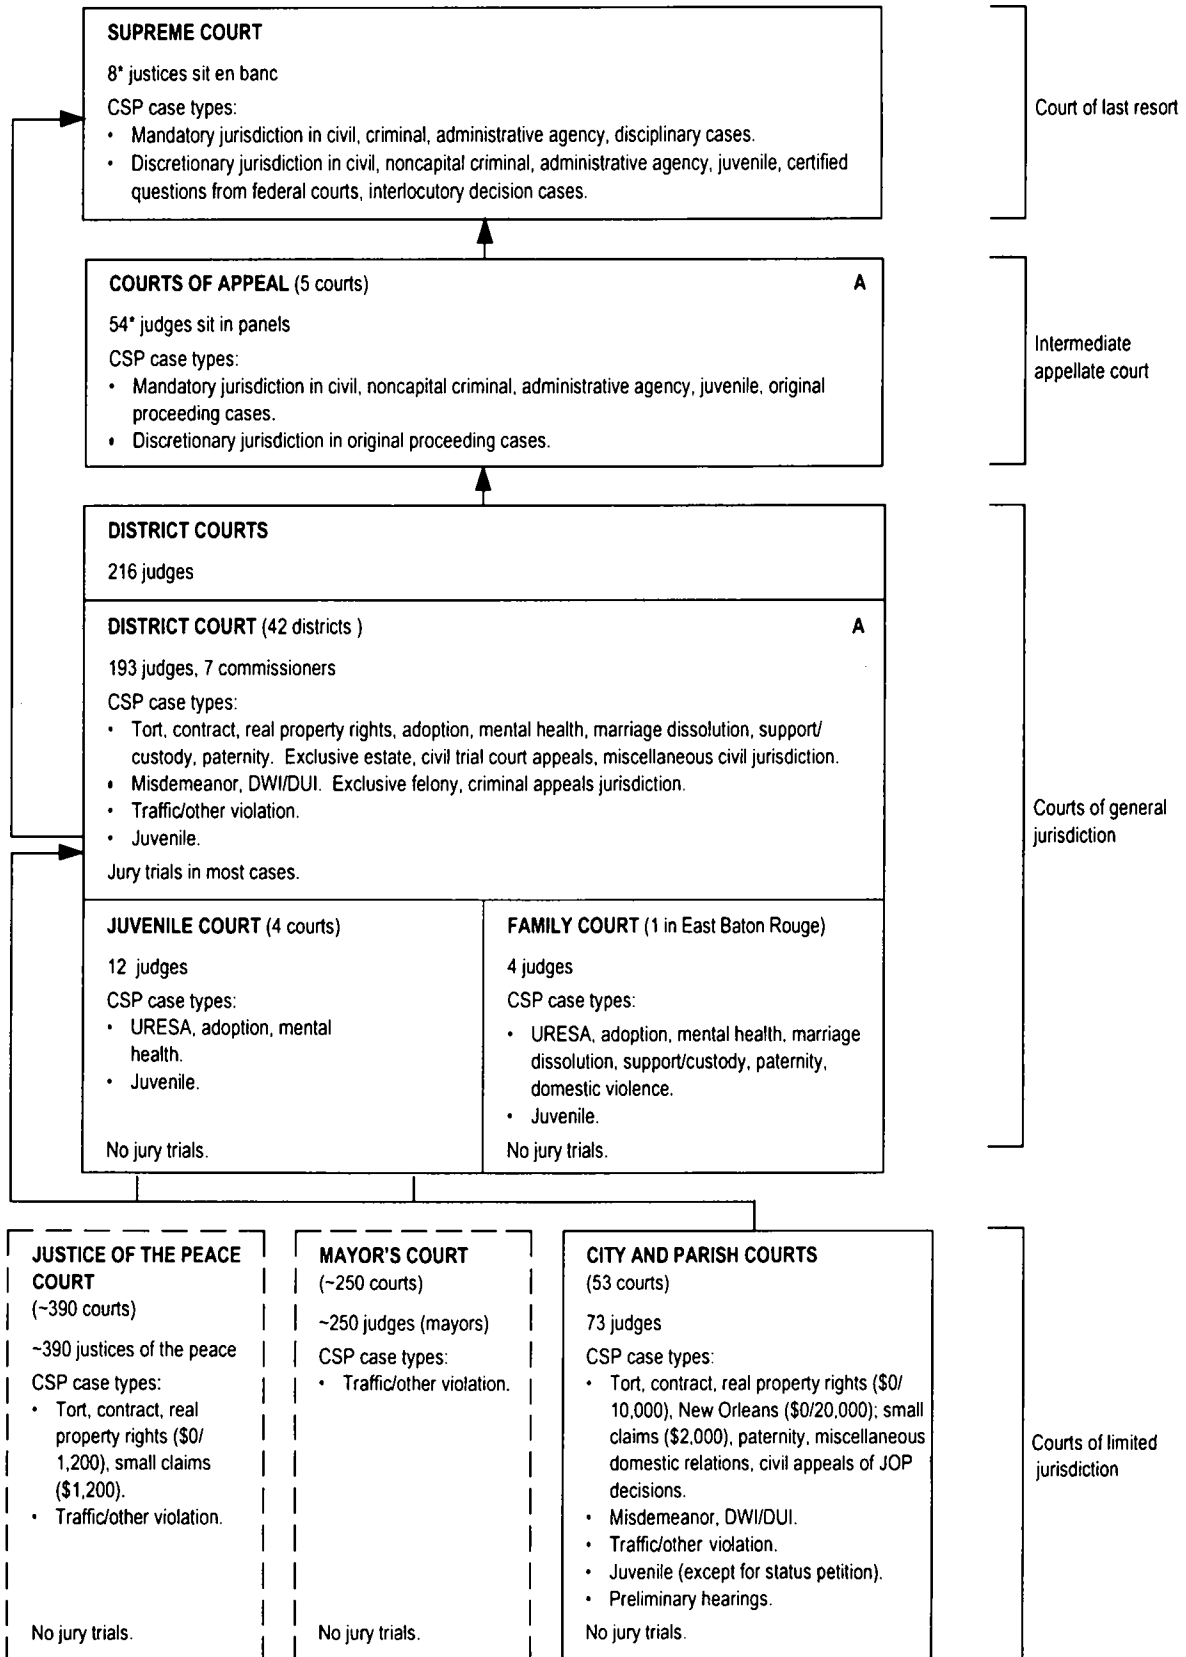 SUPREME COURT
8* justices sit en banc
CSP case types:
• Mandatory jurisdiction in civil, criminal, administrative agency, disciplinary cases.
• Discretionary jurisdiction in civil, noncapital criminal, administrative agency, juvenile, certified
questions from federal courts, interlocutory decision cases.
Court of last resort
COURTS OF APPEAL (5 courts) A
54* judges sit in panels
CSP case types:
• Mandatory jurisdiction in civil, noncapital criminal, administrative agency, juvenile, original
proceeding cases.
• Discretionary jurisdiction in original proceeding cases.
Intermediate
appellate court
DISTRICT COURTS
216 judges
DISTRICT COURT (42 districts ) A
193 judges, 7 commissioners
CSP case types:
• Tort, contract, real property rights, adoption, mental health, marriage dissolution, support/
custody, paternity. Exclusive estate, civil trial court appeals, miscellaneous civil jurisdiction.
• Misdemeanor, DWI/DUI. Exclusive felony, criminal appeals jurisdiction.
• Traffic/other violation.
• Juvenile.
Jury trials in most cases.
JUVENILE COURT (4 courts)
12 judges
CSP case types:
• URESA, adoption, mental
health.
• Juvenile.
No jury trials.
FAMILY COURT (1 in East Baton Rouge)
4 judges
CSP case types:
• URESA, adoption, mental health, marriage
dissolution, support/custody, paternity,
domestic violence.
• Juvenile.
No jury trials.
Courts of general
jurisdiction
JUSTICE OF THE PEACE
COURT
(~390 courts)
~390 justices of the peace
CSP case types:
• Tort, contract, real
property rights ($0/
1,200), small claims
($1,200).
• Traffic/other violation.
No jury trials.
MAYOR'S COURT
(~250 courts)
~250 judges (mayors)
CSP case types:
• Traffic/other violation.
No jury trials.
CITY AND PARISH COURTS
(53 courts)
73 judges
CSP case types:
• Tort, contract, real property rights ($0/
10,000), New Orleans ($0/20,000); small
claims ($2,000), paternity, miscellaneous
domestic relations, civil appeals of JOP
decisions.
• Misdemeanor, DWI/DUI.
• Traffic/other violation.
• Juvenile (except for status petition).
• Preliminary hearings.
No jury trials.
Courts of limited
jurisdiction